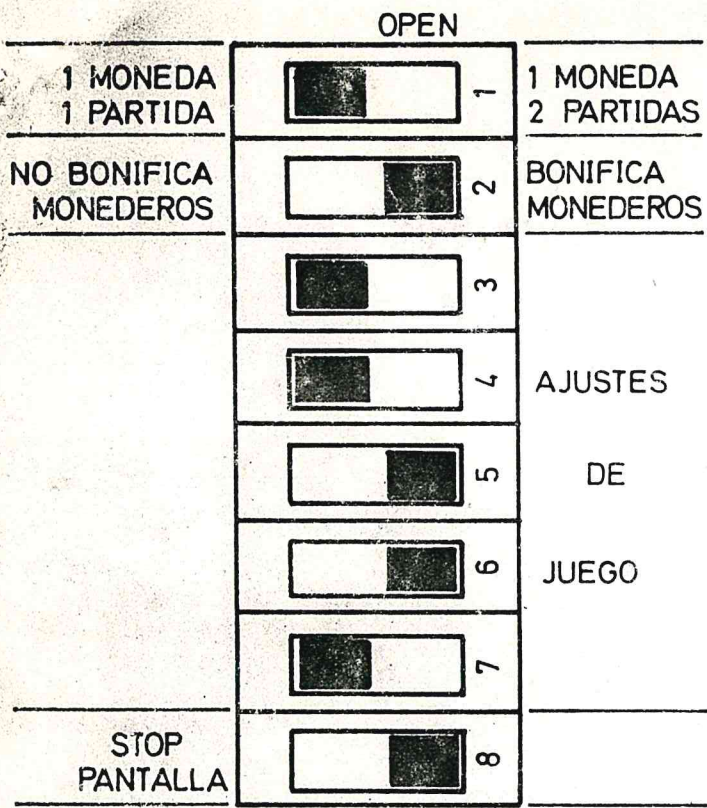 OPEN
1 MONEDA
1 PARTIDA
1
1 MONEDA
2 PARTIDAS
NO BONIFICA
MONEDEROS
2
BONIFICA
MONEDEROS
3
4
AJUSTES
5
DE
6
JUEGO
7
STOP
PANTALLA
8